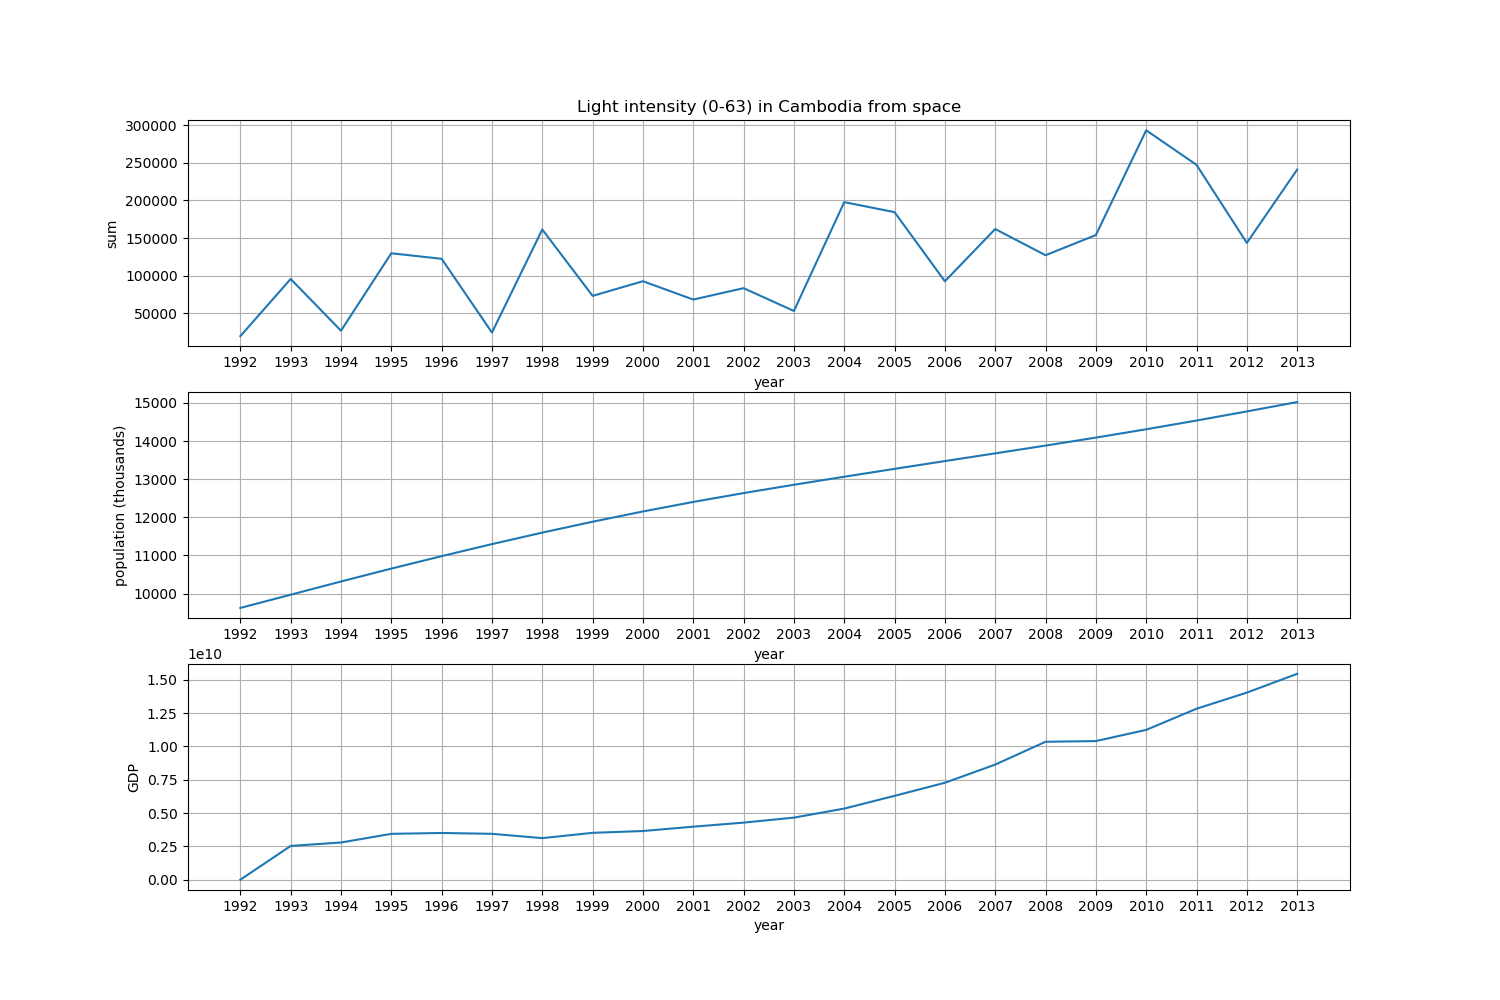 Light intensity (0-63) in Cambodia from space
300000
250000
200000
150000
100000
50000
sum
1992 1993 1994 1995 1996 1997 1998 1999 2000 2001 2002 2003 2004 2005 2006 2007 2008 2009 2010 2011 2012 2013
year
15000
14000
13000
12000
11000
10000
population (thousands)
1992 1993 1994 1995 1996 1997 1998 1999 2000 2001 2002 2003 2004 2005 2006 2007 2008 2009 2010 2011 2012 2013
year
1e10
1.50
1.25
1.00
0.75
0.50
0.25
0.00
GDP
1992 1993 1994 1995 1996 1997 1998 1999 2000 2001 2002 2003 2004 2005 2006 2007 2008 2009 2010 2011 2012 2013
year